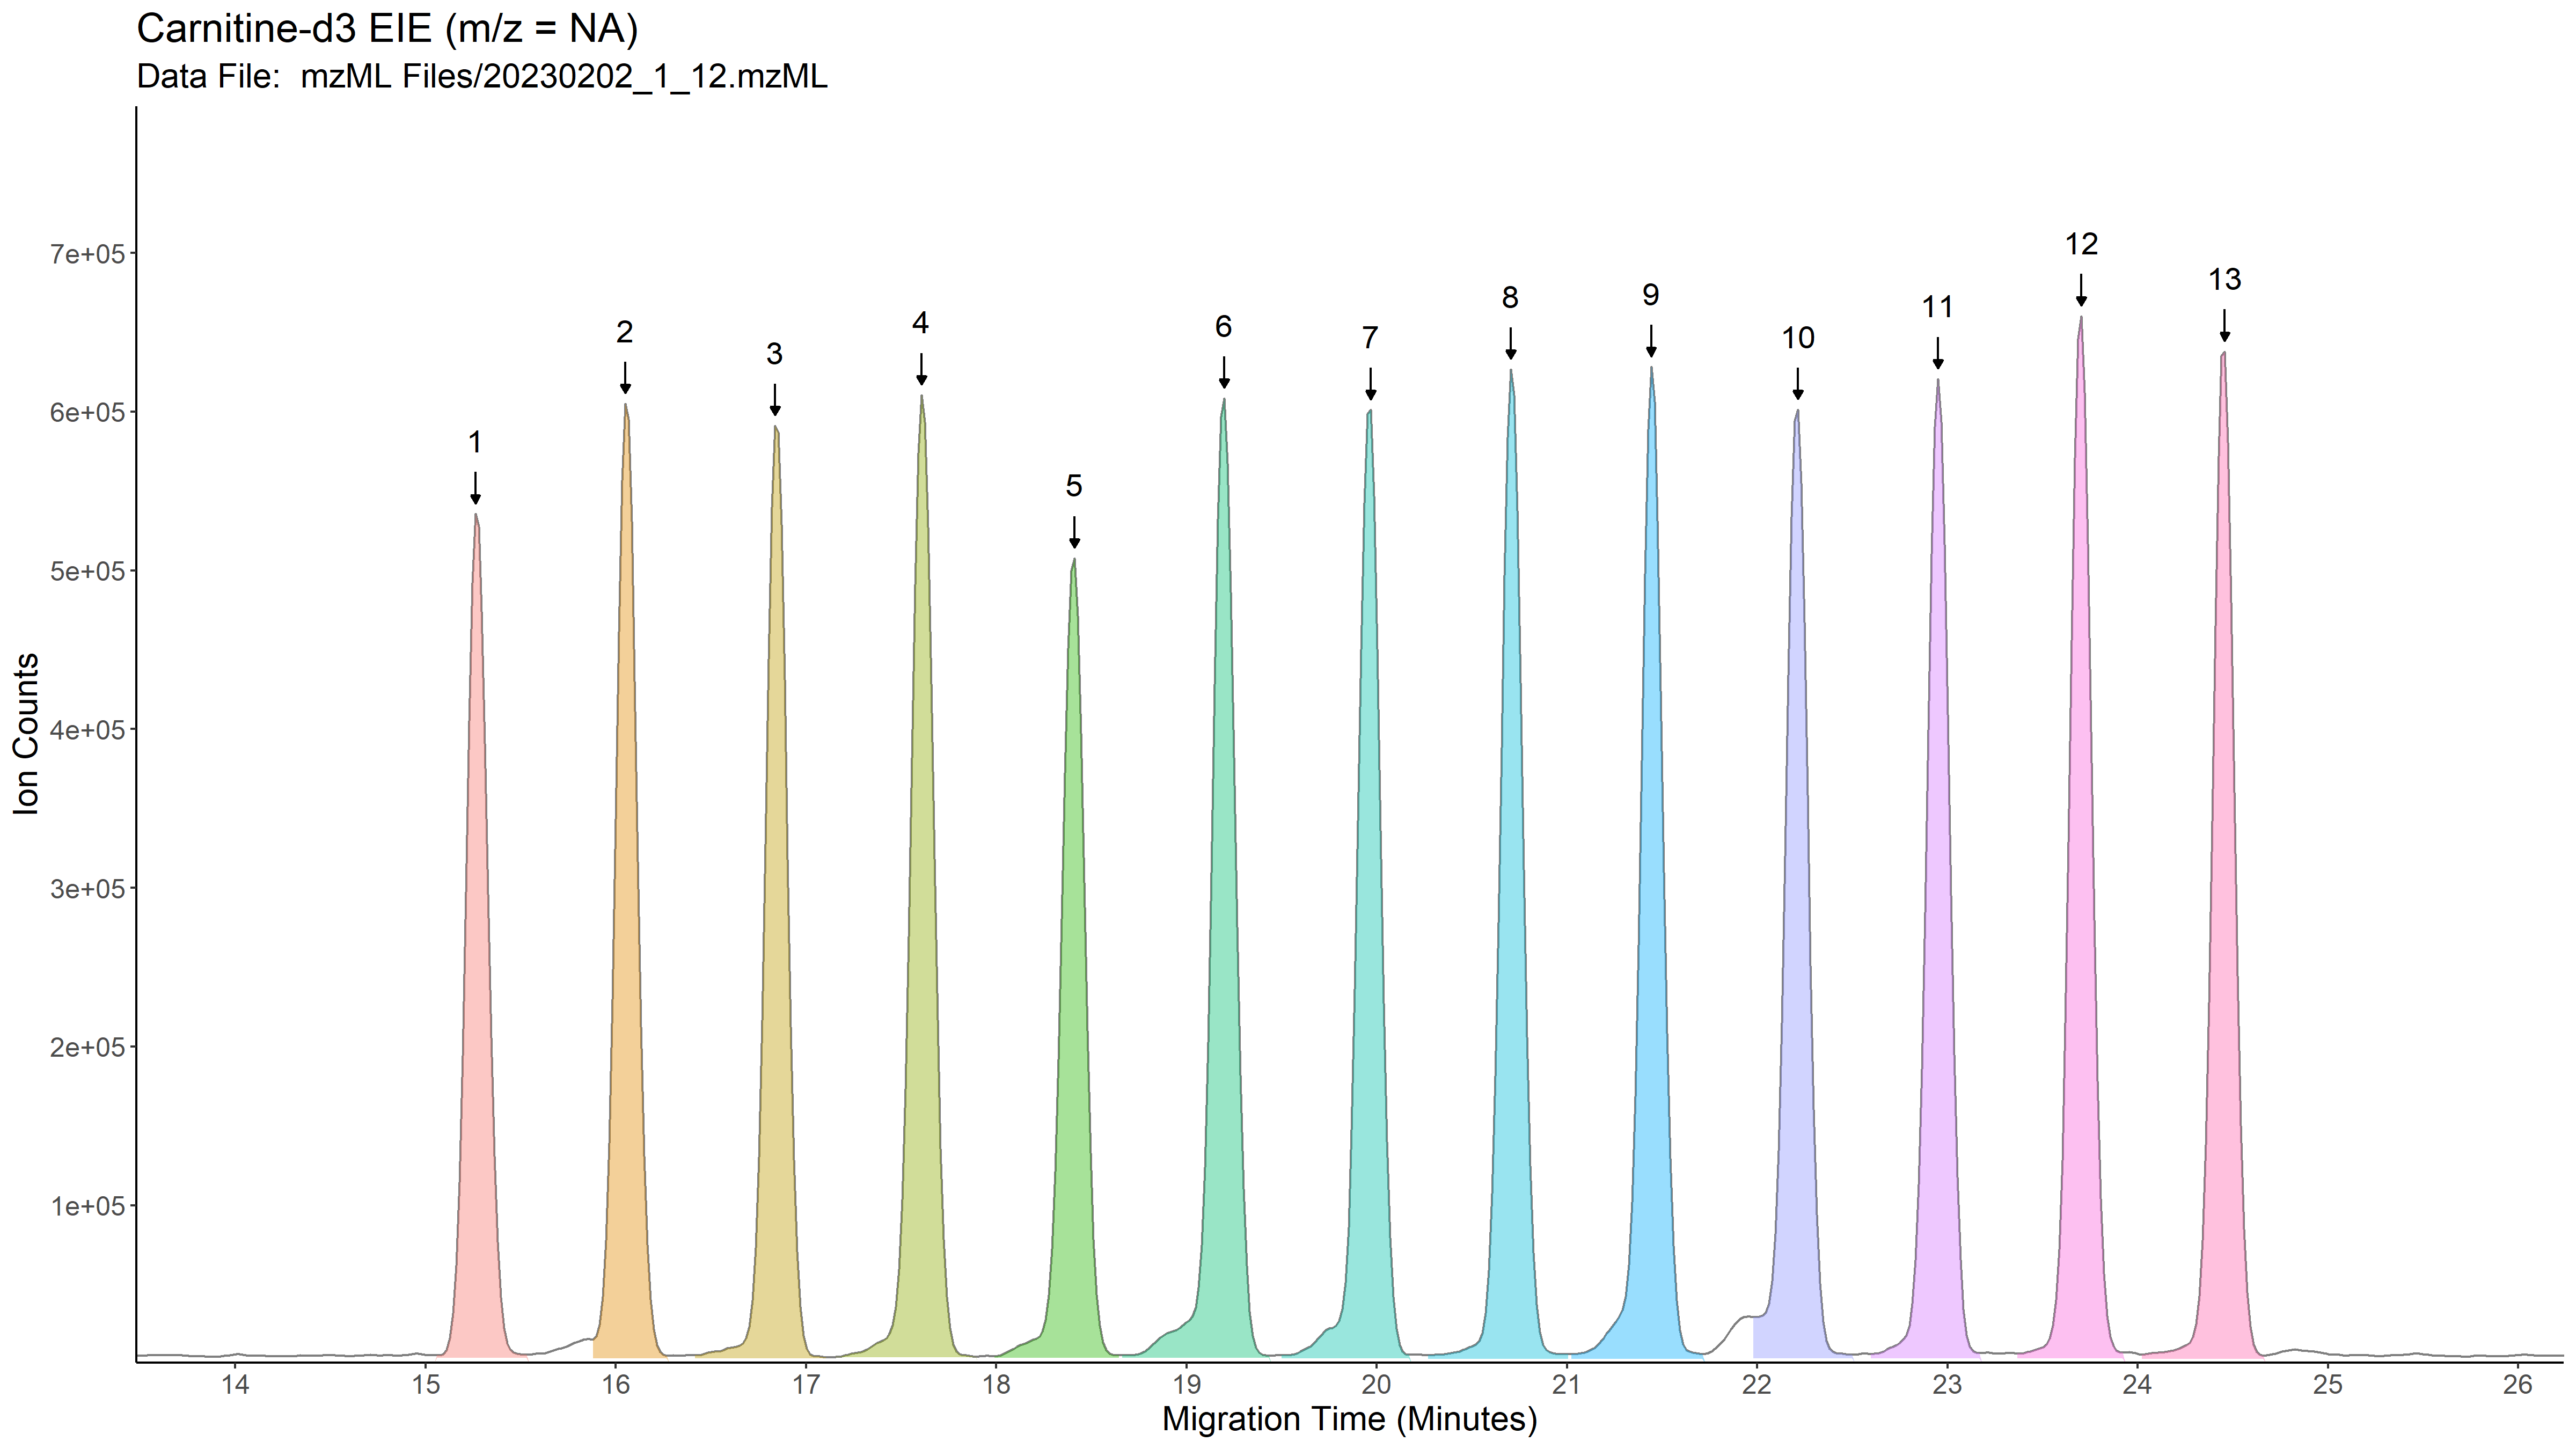 Carnitine-d3 EIE (m/z = NA)
Data File:  mzML Files/20230202_1_12.mzML
Ion Counts
7e+05
6e+05
5e+05
4e+05
3e+05
2e+05
1e+05
1
2
3
4
5
6
7
8
9
10
11
12
13
14 15 16 17 18 19 20 21 22 23 24 25 26
Migration Time (Minutes)